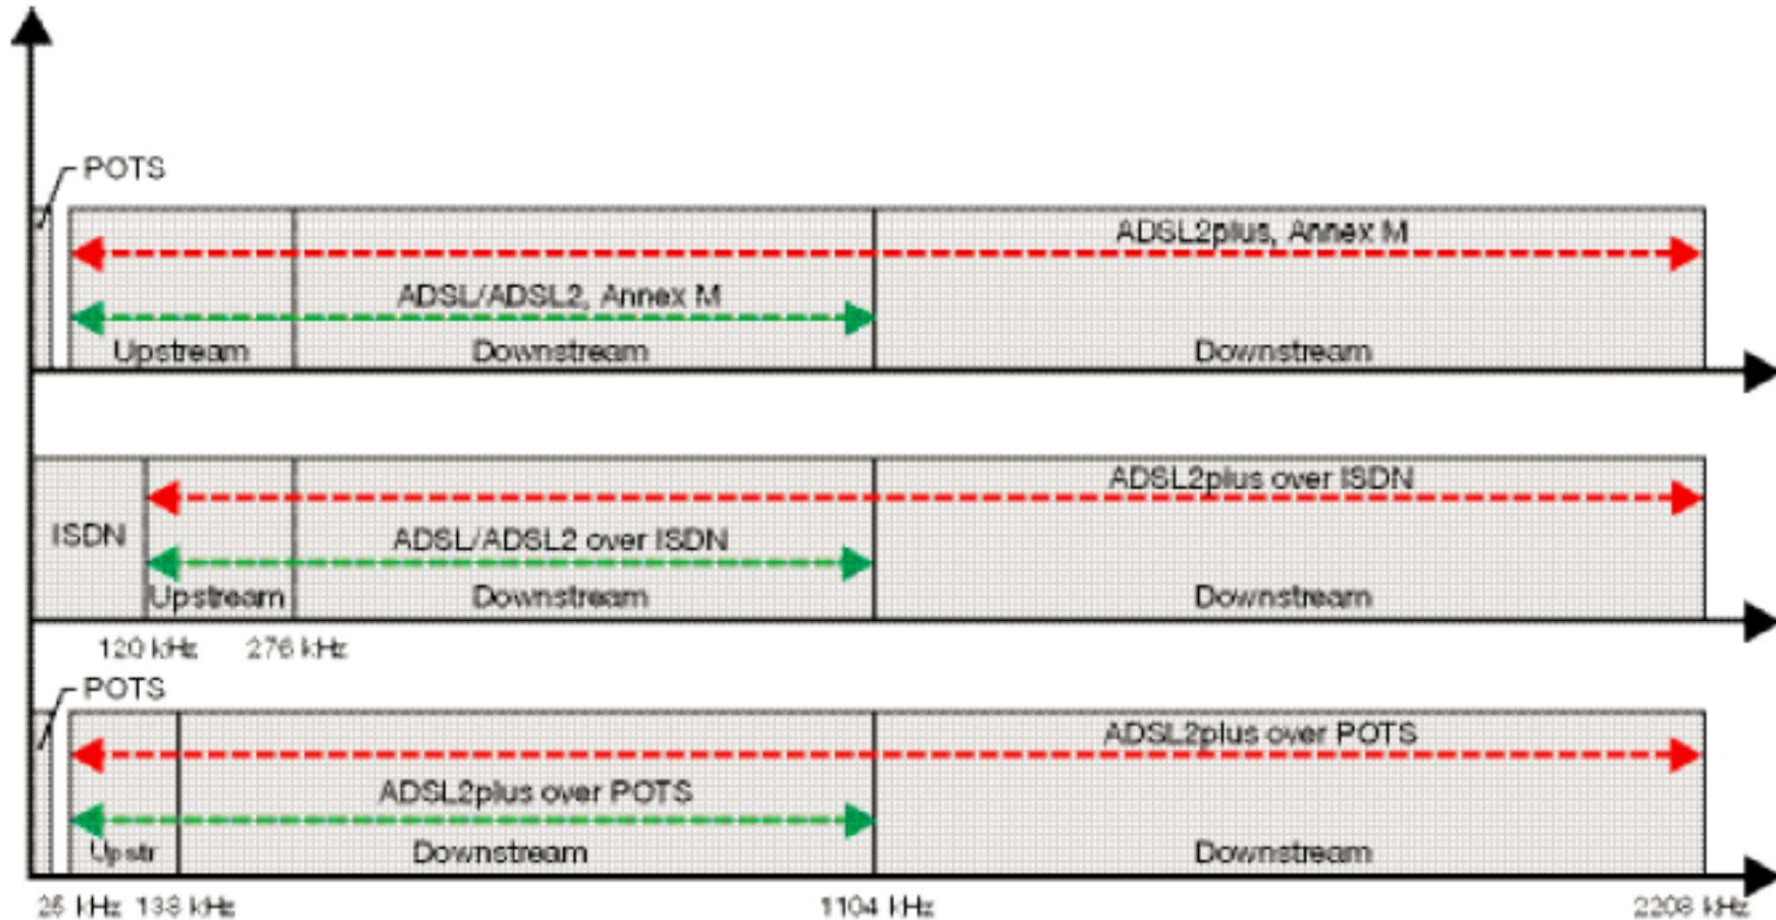 POTS
ADSL2plus, Annex M
ADSL/ADSL2, Annex M
Upstream Downstream Downstream
ADSL2plus over ISDN
ISDN ADSL/ADSL2 over ISDN
Upstream Downstream Downstream
120 kHz 276 kHz
POTS
ADSL2plus over POTS
ADSL2plus over POTS
Upstr Downstream Downstream
25 kHz 138 kHz 1104 kHz 2208 kHz